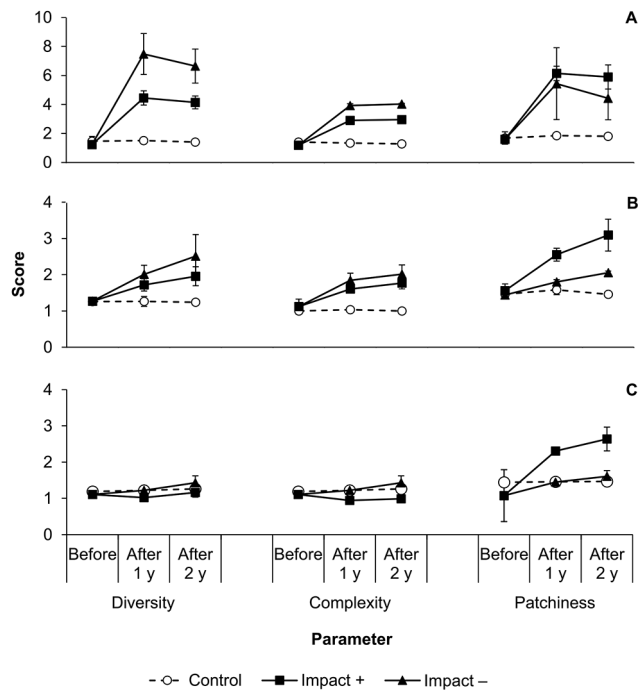 A
10
8
6
4
2
0
B
4
3
2
1
0
Score
C
4
3
2
1
0
Before After 1 y After 2 y Before After 1 y After 2 y Before After 1 y After 2 y
Diversity Complexity Patchiness
Parameter
Control Impact + Impact –